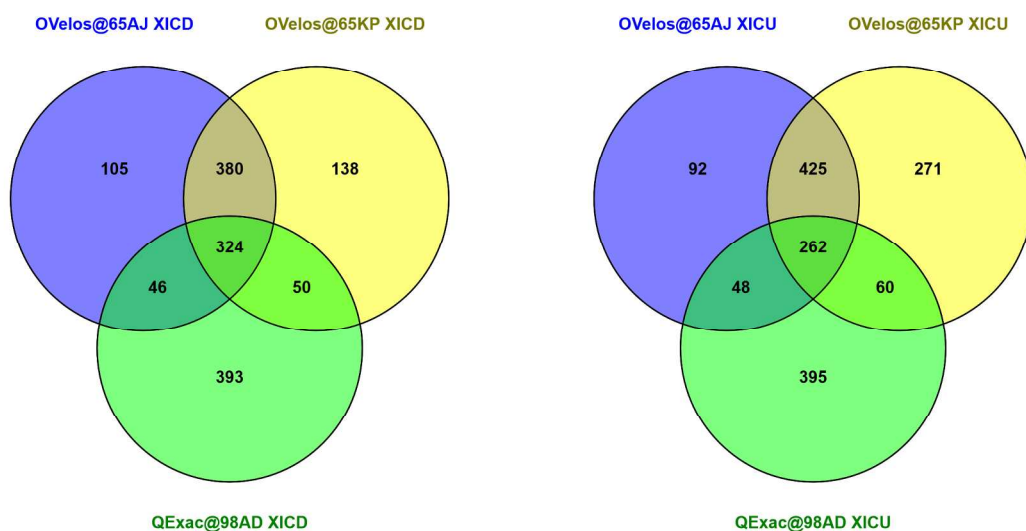 OVelos@65AJ XICD OVelos@65KP XICD OVelos@65AJ XICU OVelos@65KP XICU
105 380 138 92 425 271
324 262
46 50 48 60
393 395
QExac@98AD XICD QExac@98AD XICU